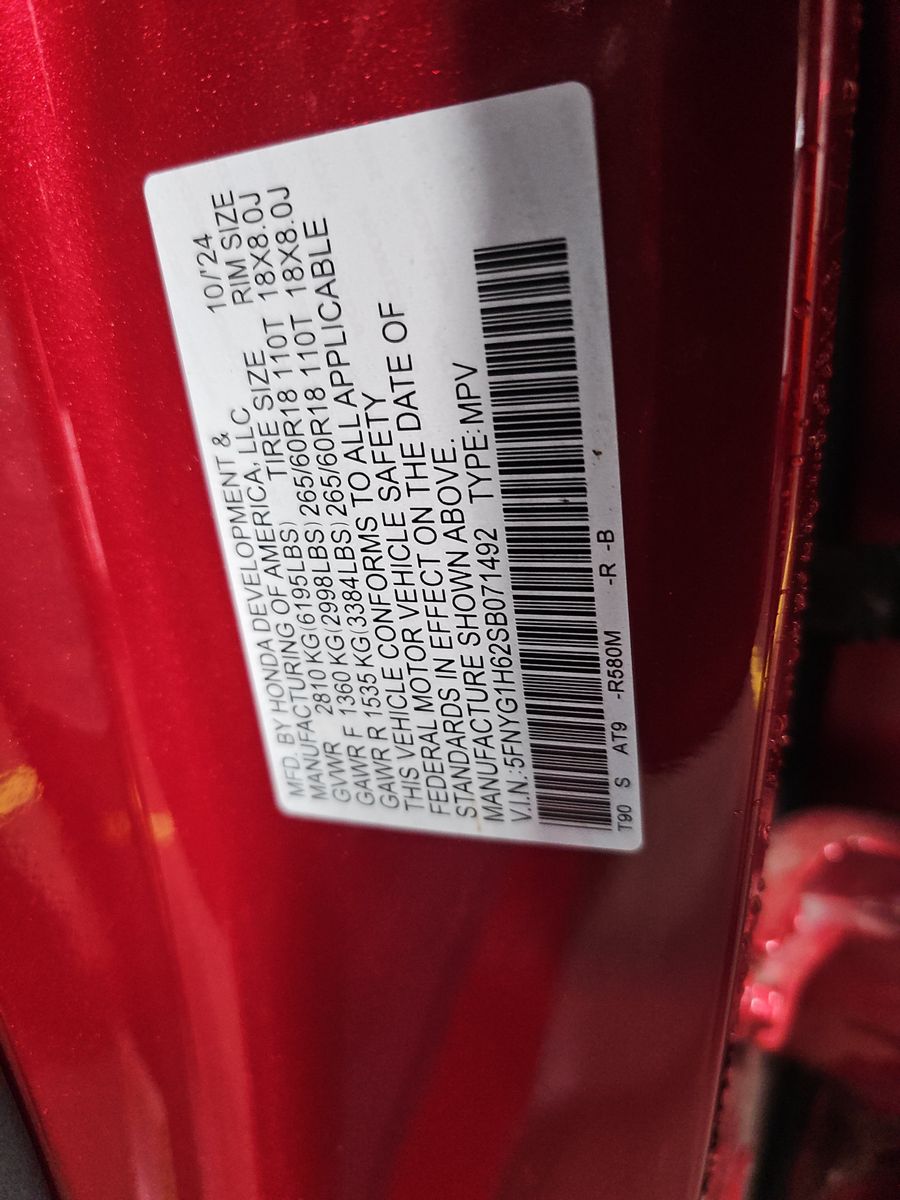 MFD. BY HONDA DEVELOPMENT & 10/'24
MANUFACTURING OF AMERICA, LLC RIM SIZE
2810 KG(6195LBS) TIRE SIZE 18X8.0J
GVWR 1360 KG(2998LBS) 265/60R18 110T 18X8.0J
GAWR F 1535 KG(3384LBS) 265/60R18 110T
GAWR R
THIS VEHICLE CONFORMS TO ALL APPLICABLE
FEDERAL MOTOR VEHICLE SAFETY
STANDARDS IN EFFECT ON THE DATE OF
MANUFACTURE SHOWN ABOVE.
V.I.N.:5FNYG1H62SB071492 TYPE:MPV
T90 S AT9 -R580M -R -B